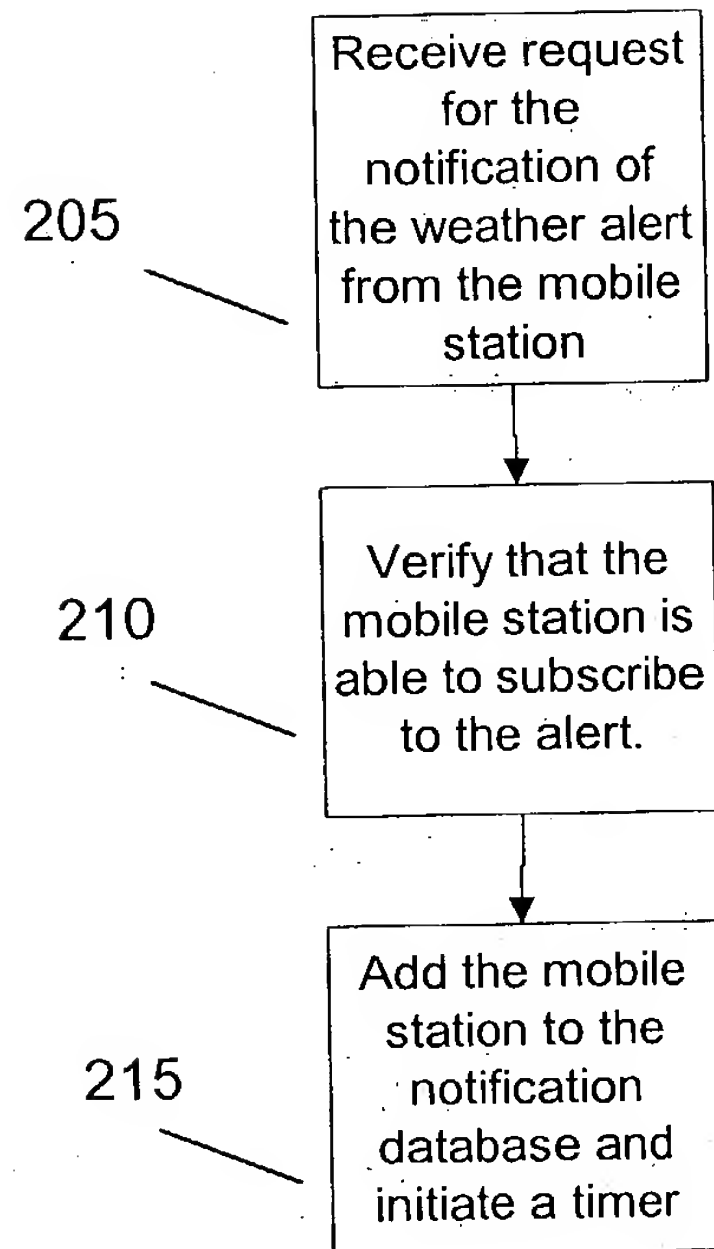 Receive request
for the
notification of
the weather alert
from the mobile
station
205
Verify that the
mobile station is
able to subscribe
to the alert.
210
Add the mobile
station to the
notification
database and
initiate a timer
215